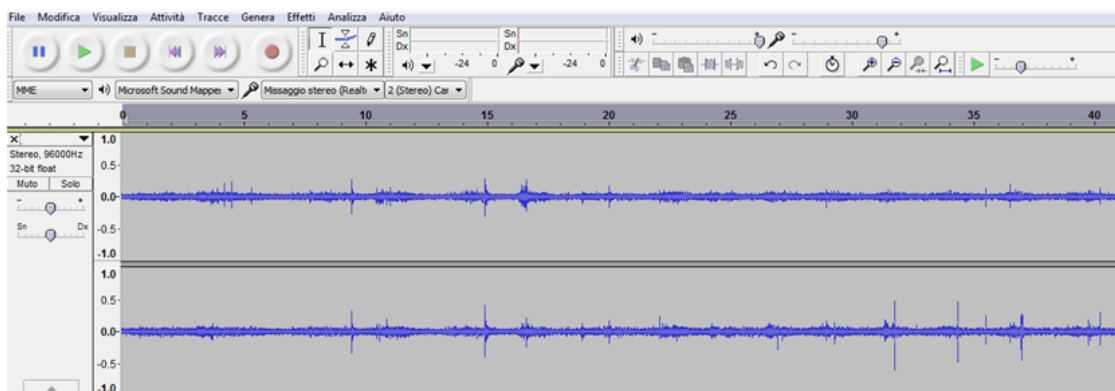 File Modifica Visualizza Attività Tracce Genera Effetti Analizza Aiuto
Sn Dx -24 0 Sn Dx -24 0
MME Microsoft Sound Mapper Missaggio stereo (Realt 2 (Stereo) Car
0 5 10 15 20 25 30 35 40
Stereo, 96000Hz
32-bit float
Muto Solo
- +
Sn Dx
1.0
0.5-
0.0-
-0.5-
-1.0
1.0
0.5-
0.0-
-0.5-
-1.0